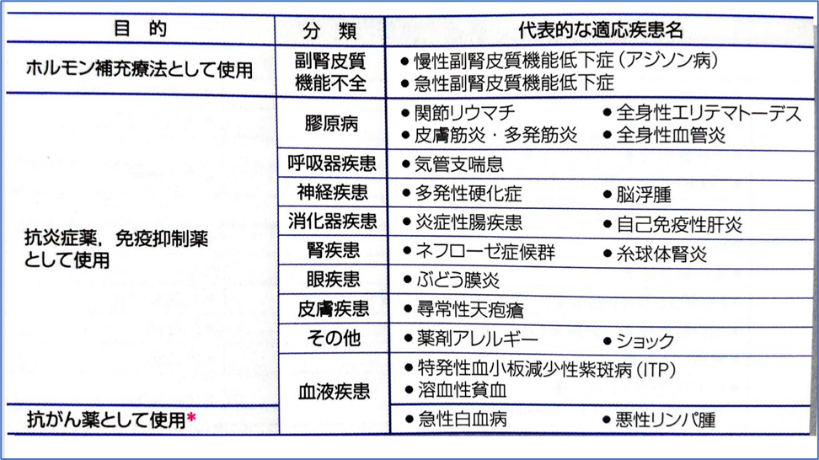 目 的 分 類 代表的な適応疾患名
ホルモン補充療法として使用 副腎皮質機能不全 ●慢性副腎皮質機能低下症(アジソン病)
●急性副腎皮質機能低下症
抗炎症薬,免疫抑制薬として使用 膠原病 ●関節リウマチ ●全身性エリテマトーデス
●皮膚筋炎・多発筋炎 ●全身性血管炎
呼吸器疾患 ●気管支喘息
神経疾患 ●多発性硬化症 ●脳浮腫
消化器疾患 ●炎症性腸疾患 ●自己免疫性肝炎
腎疾患 ●ネフローゼ症候群 ●糸球体腎炎
眼疾患 ●ぶどう膜炎
皮膚疾患 ●尋常性天疱瘡
その他 ●薬剤アレルギー ●ショック
血液疾患 ●特発性血小板減少性紫斑病(ITP)
●溶血性貧血
抗がん薬として使用* ●急性白血病 ●悪性リンパ腫